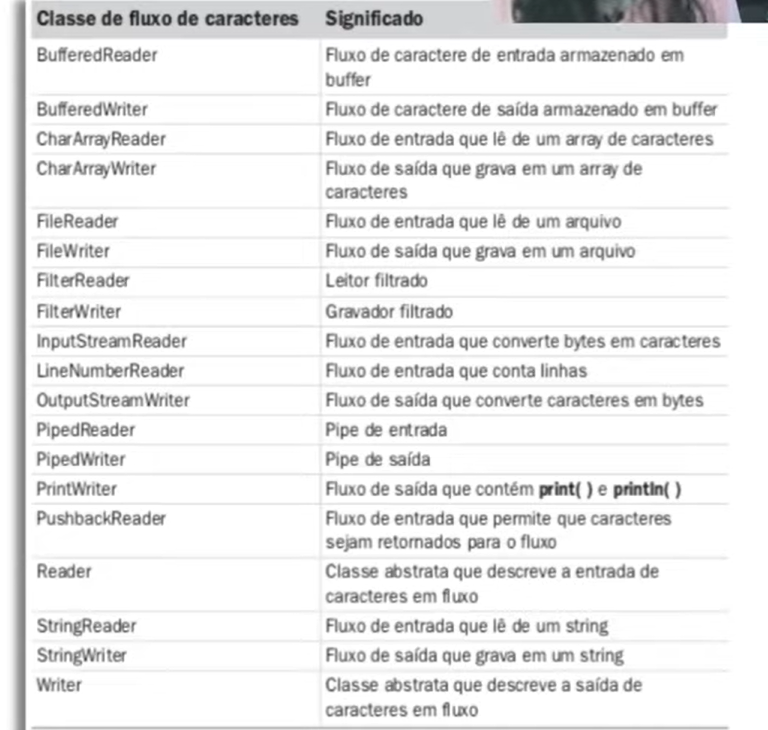 Classe de fluxo de caracteres Significado
BufferedReader Fluxo de caractere de entrada armazenado em
buffer
BufferedWriter Fluxo de caractere de saída armazenado em buffer
CharArrayReader Fluxo de entrada que lê de um array de caracteres
CharArrayWriter Fluxo de saída que grava em um array de
caracteres
FileReader Fluxo de entrada que lê de um arquivo
FileWriter Fluxo de saída que grava em um arquivo
FilterReader Leitor filtrado
FilterWriter Gravador filtrado
InputStreamReader Fluxo de entrada que converte bytes em caracteres
LineNumberReader Fluxo de entrada que conta linhas
OutputStreamWriter Fluxo de saída que converte caracteres em bytes
PipedReader Pipe de entrada
PipedWriter Pipe de saída
PrintWriter Fluxo de saída que contém print( ) e println( )
PushbackReader Fluxo de entrada que permite que caracteres
sejam retornados para o fluxo
Reader Classe abstrata que descreve a entrada de
caracteres em fluxo
StringReader Fluxo de entrada que lê de um string
StringWriter Fluxo de saída que grava em um string
Writer Classe abstrata que descreve a saída de
caracteres em fluxo